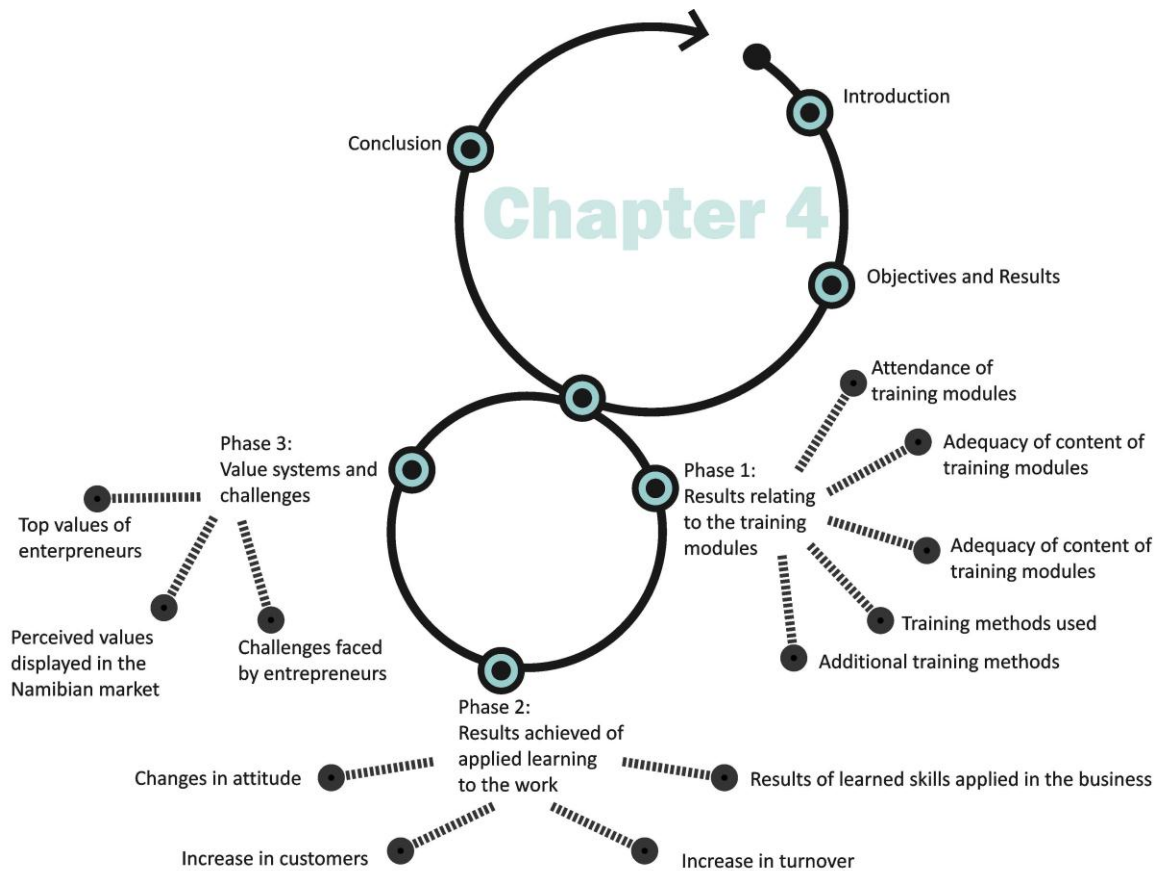 Introduction
Conclusion
Chapter 4
Objectives and Results
Attendance of
training modules
Adequacy of content of
training modules
Phase 1:
Results relating
to the training
modules
Adequacy of content of
training modules
Training methods used
Additional training methods
Phase 3:
Value systems and
challenges
Top values of
enterpreneurs
Perceived values
displayed in the
Namibian market
Challenges faced
by entrepreneurs
Phase 2:
Results achieved of
applied learning
to the work
Changes in attitude
Results of learned skills applied in the business
Increase in customers
Increase in turnover